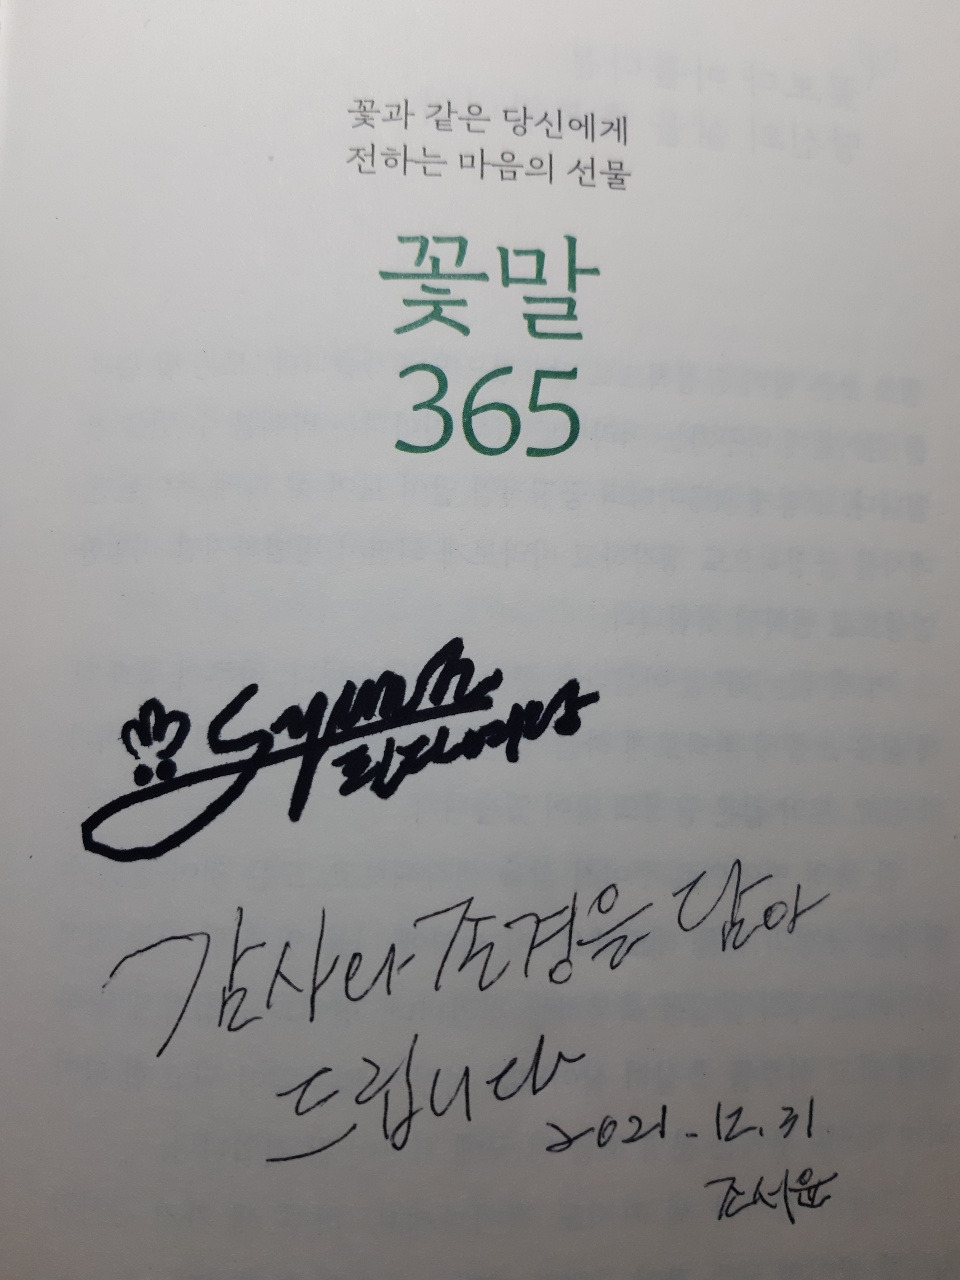 꽃과 같은 당신에게
전하는 마음의 선물
꽃말
365
감사와 존경을 담아
드립니다
2021. 12. 31
조서윤